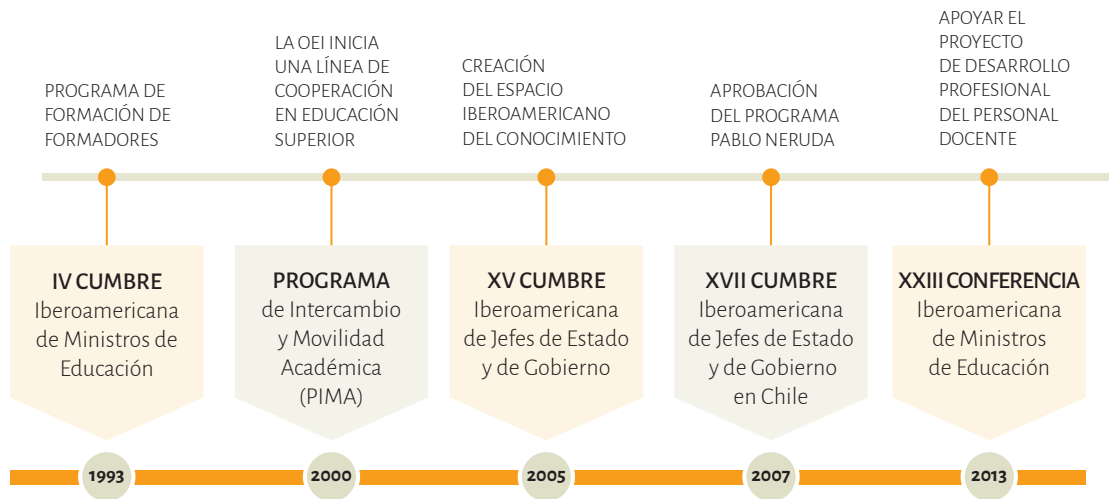 PROGRAMA DE
FORMACIÓN DE
FORMADORES
LA OEI INICIA
UNA LÍNEA DE
COOPERACIÓN
EN EDUCACIÓN
SUPERIOR
CREACIÓN
DEL ESPACIO
IBEROAMERICANO
DEL CONOCIMIENTO
APROBACIÓN
DEL PROGRAMA
PABLO NERUDA
APOYAR EL
PROYECTO
DE DESARROLLO
PROFESIONAL
DEL PERSONAL
DOCENTE
IV CUMBRE
Iberoamericana
de Ministros de
Educación
PROGRAMA
de Intercambio
y Movilidad
Académica
(PIMA)
XV CUMBRE
Iberoamericana
de Jefes de Estado
y de Gobierno
XVII CUMBRE
Iberoamericana
de Jefes de Estado
y de Gobierno
en Chile
XXIII CONFERENCIA
Iberoamericana
de Ministros
de Educación
1993
2000
2005
2007
2013